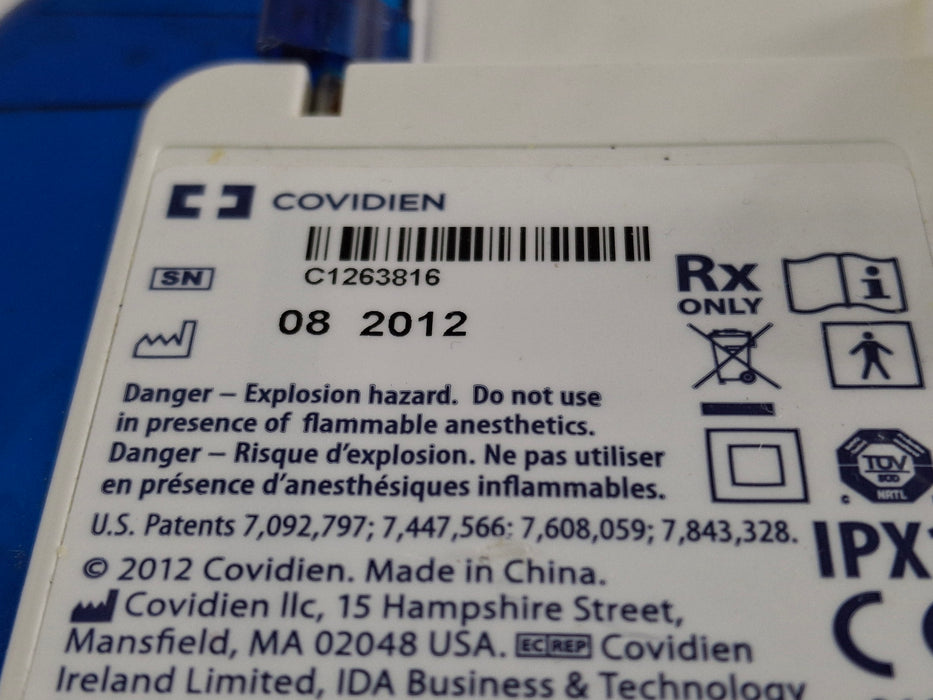 COVIDIEN
SN
C1263816
08 2012
Rx
ONLY
Danger – Explosion hazard. Do not use
in presence of flammable anesthetics.
Danger – Risque d'explosion. Ne pas utiliser
en présence d'anesthésiques inflammables.
TUV
NRTL
U.S. Patents 7,092,797; 7,447,566; 7,608,059; 7,843,328.
© 2012 Covidien. Made in China.
Covidien llc, 15 Hampshire Street,
Mansfield, MA 02048 USA. EC REP Covidien
Ireland Limited, IDA Business & Technology